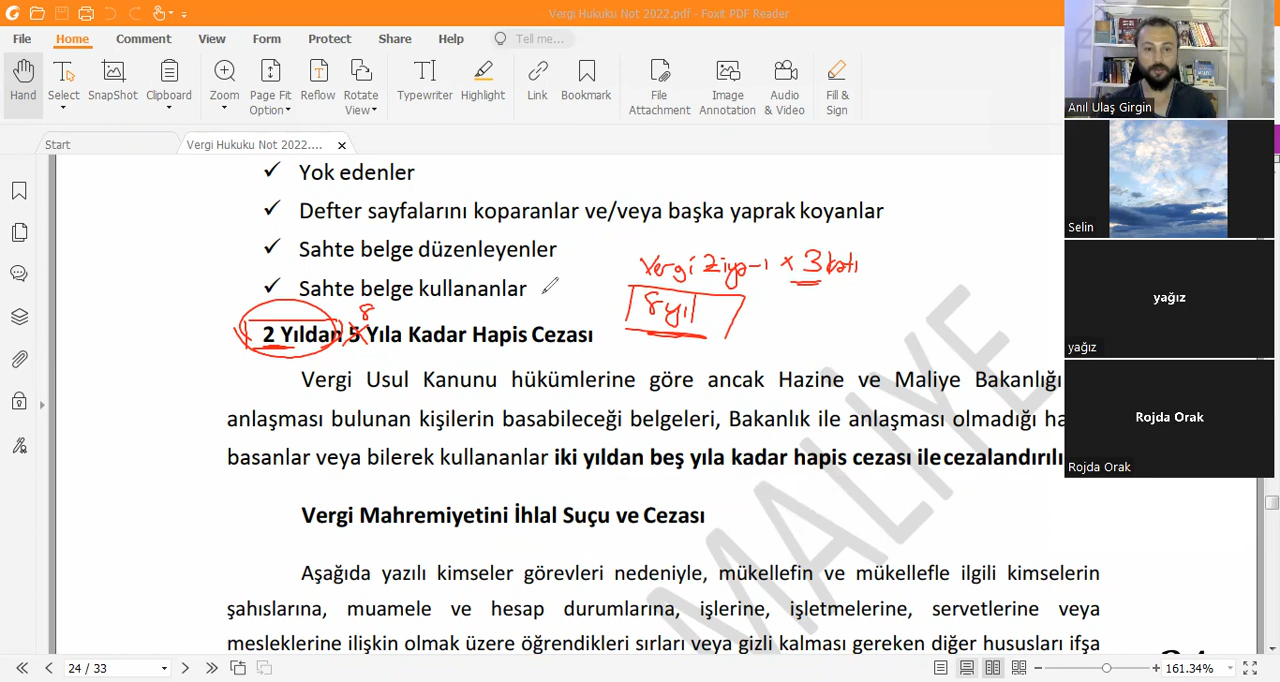 Vergi Hukuku Not 2022.pdf - Foxit PDF Reader
File Home Comment View Form Protect Share Help Tell me...
Hand Select SnapShot Clipboard Zoom Page Fit Option Reflow Rotate View Typewriter Highlight Link Bookmark File Attachment Image Annotation Audio & Video Fill & Sign
Start Vergi Hukuku Not 2022....
✓ Yok edenler
✓ Defter sayfalarını koparanlar ve/veya başka yaprak koyanlar
✓ Sahte belge düzenleyenler
Vergi Ziya-ı x 3 katı
✓ Sahte belge kullananlar
8 yıl
8
2 Yıldan 5 Yıla Kadar Hapis Cezası
Vergi Usul Kanunu hükümlerine göre ancak Hazine ve Maliye Bakanlığı
anlaşması bulunan kişilerin basabileceği belgeleri, Bakanlık ile anlaşması olmadığı ha
basanlar veya bilerek kullananlar iki yıldan beş yıla kadar hapis cezası ile cezalandırılı
Vergi Mahremiyetini İhlal Suçu ve Cezası
Aşağıda yazılı kimseler görevleri nedeniyle, mükellefin ve mükellefle ilgili kimselerin
şahıslarına, muamele ve hesap durumlarına, işlerine, işletmelerine, servetlerine veya
mesleklerine ilişkin olmak üzere öğrendikleri sırları veya gizli kalması gereken diğer hususları ifşa
MALİYE
24 / 33
161.34%
Anıl Ulaş Girgin
Selin
yağız
yağız
Rojda Orak
Rojda Orak